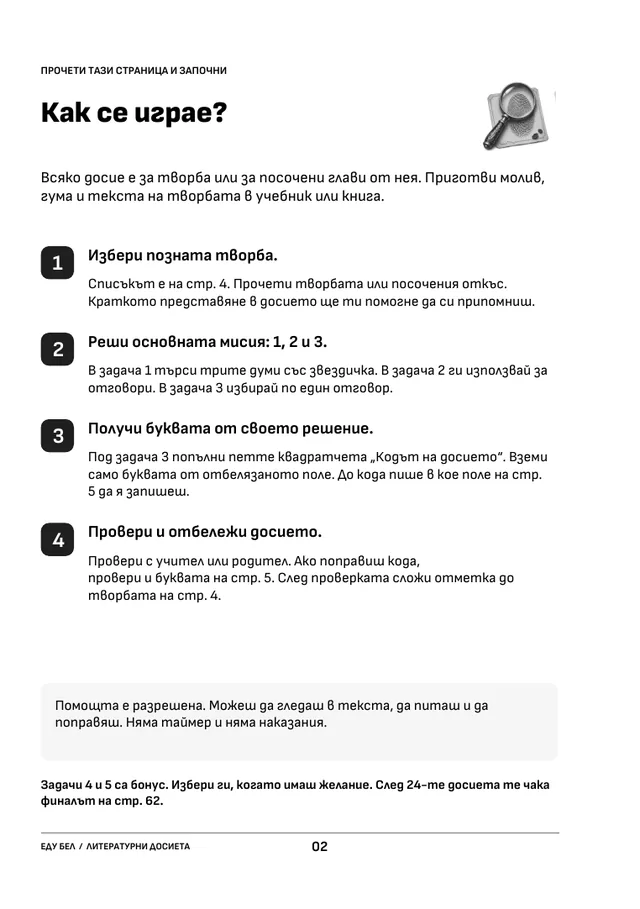 ПРОЧЕТИ ТАЗИ СТРАНИЦА И ЗАПОЧНИ
Как се играе?
Всяко досие е за творба или за посочени глави от нея. Приготви молив,
гума и текста на творбата в учебник или книга.
1
Избери позната творба.
Списъкът е на стр. 4. Прочети творбата или посочения откъс.
Краткото представяне в досието ще ти помогне да си припомниш.
2
Реши основната мисия: 1, 2 и 3.
В задача 1 търси трите думи със звездичка. В задача 2 ги използвай за
отговори. В задача 3 избирай по един отговор.
3
Получи буквата от своето решение.
Под задача 3 попълни петте квадратчета „Кодът на досието“. Вземи
само буквата от отбелязаното поле. До кода пише в кое поле на стр.
5 да я запишеш.
4
Провери и отбележи досието.
Провери с учител или родител. Ако поправиш кода,
провери и буквата на стр. 5. След проверката сложи отметка до
творбата на стр. 4.
Помощта е разрешена. Можеш да гледаш в текста, да питаш и да
поправяш. Няма таймер и няма наказания.
Задачи 4 и 5 са бонус. Избери ги, когато имаш желание. След 24-те досиета те чака
финалът на стр. 62.
ЕДУ БЕЛ / ЛИТЕРАТУРНИ ДОСИЕТА
02